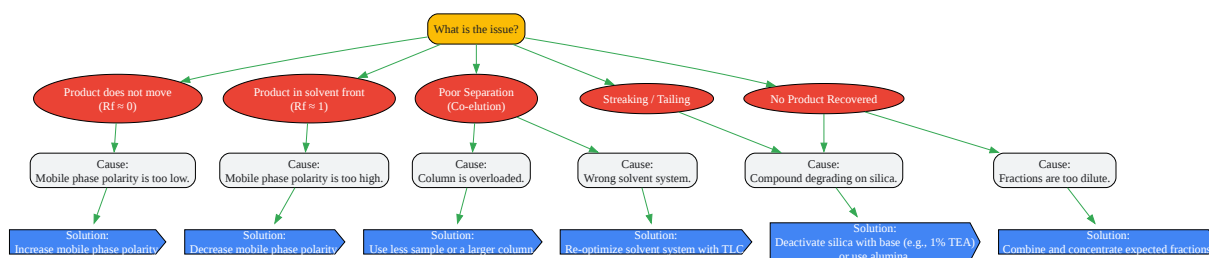 What is the issue?
Product does not move
(Rf ≈ 0)
Product in solvent front
(Rf ≈ 1)
Poor Separation
(Co-elution)
Streaking / Tailing
No Product Recovered
Cause:
Mobile phase polarity is too low.
Cause:
Mobile phase polarity is too high.
Cause:
Column is overloaded.
Cause:
Wrong solvent system.
Cause:
Compound degrading on silica.
Cause:
Fractions are too dilute.
Solution:
Increase mobile phase polarity
Solution:
Decrease mobile phase polarity
Solution:
Use less sample or a larger column
Solution:
Re-optimize solvent system with TLC
Solution:
Deactivate silica with base (e.g., 1% TEA)
or use alumina
Solution:
Combine and concentrate expected fractions